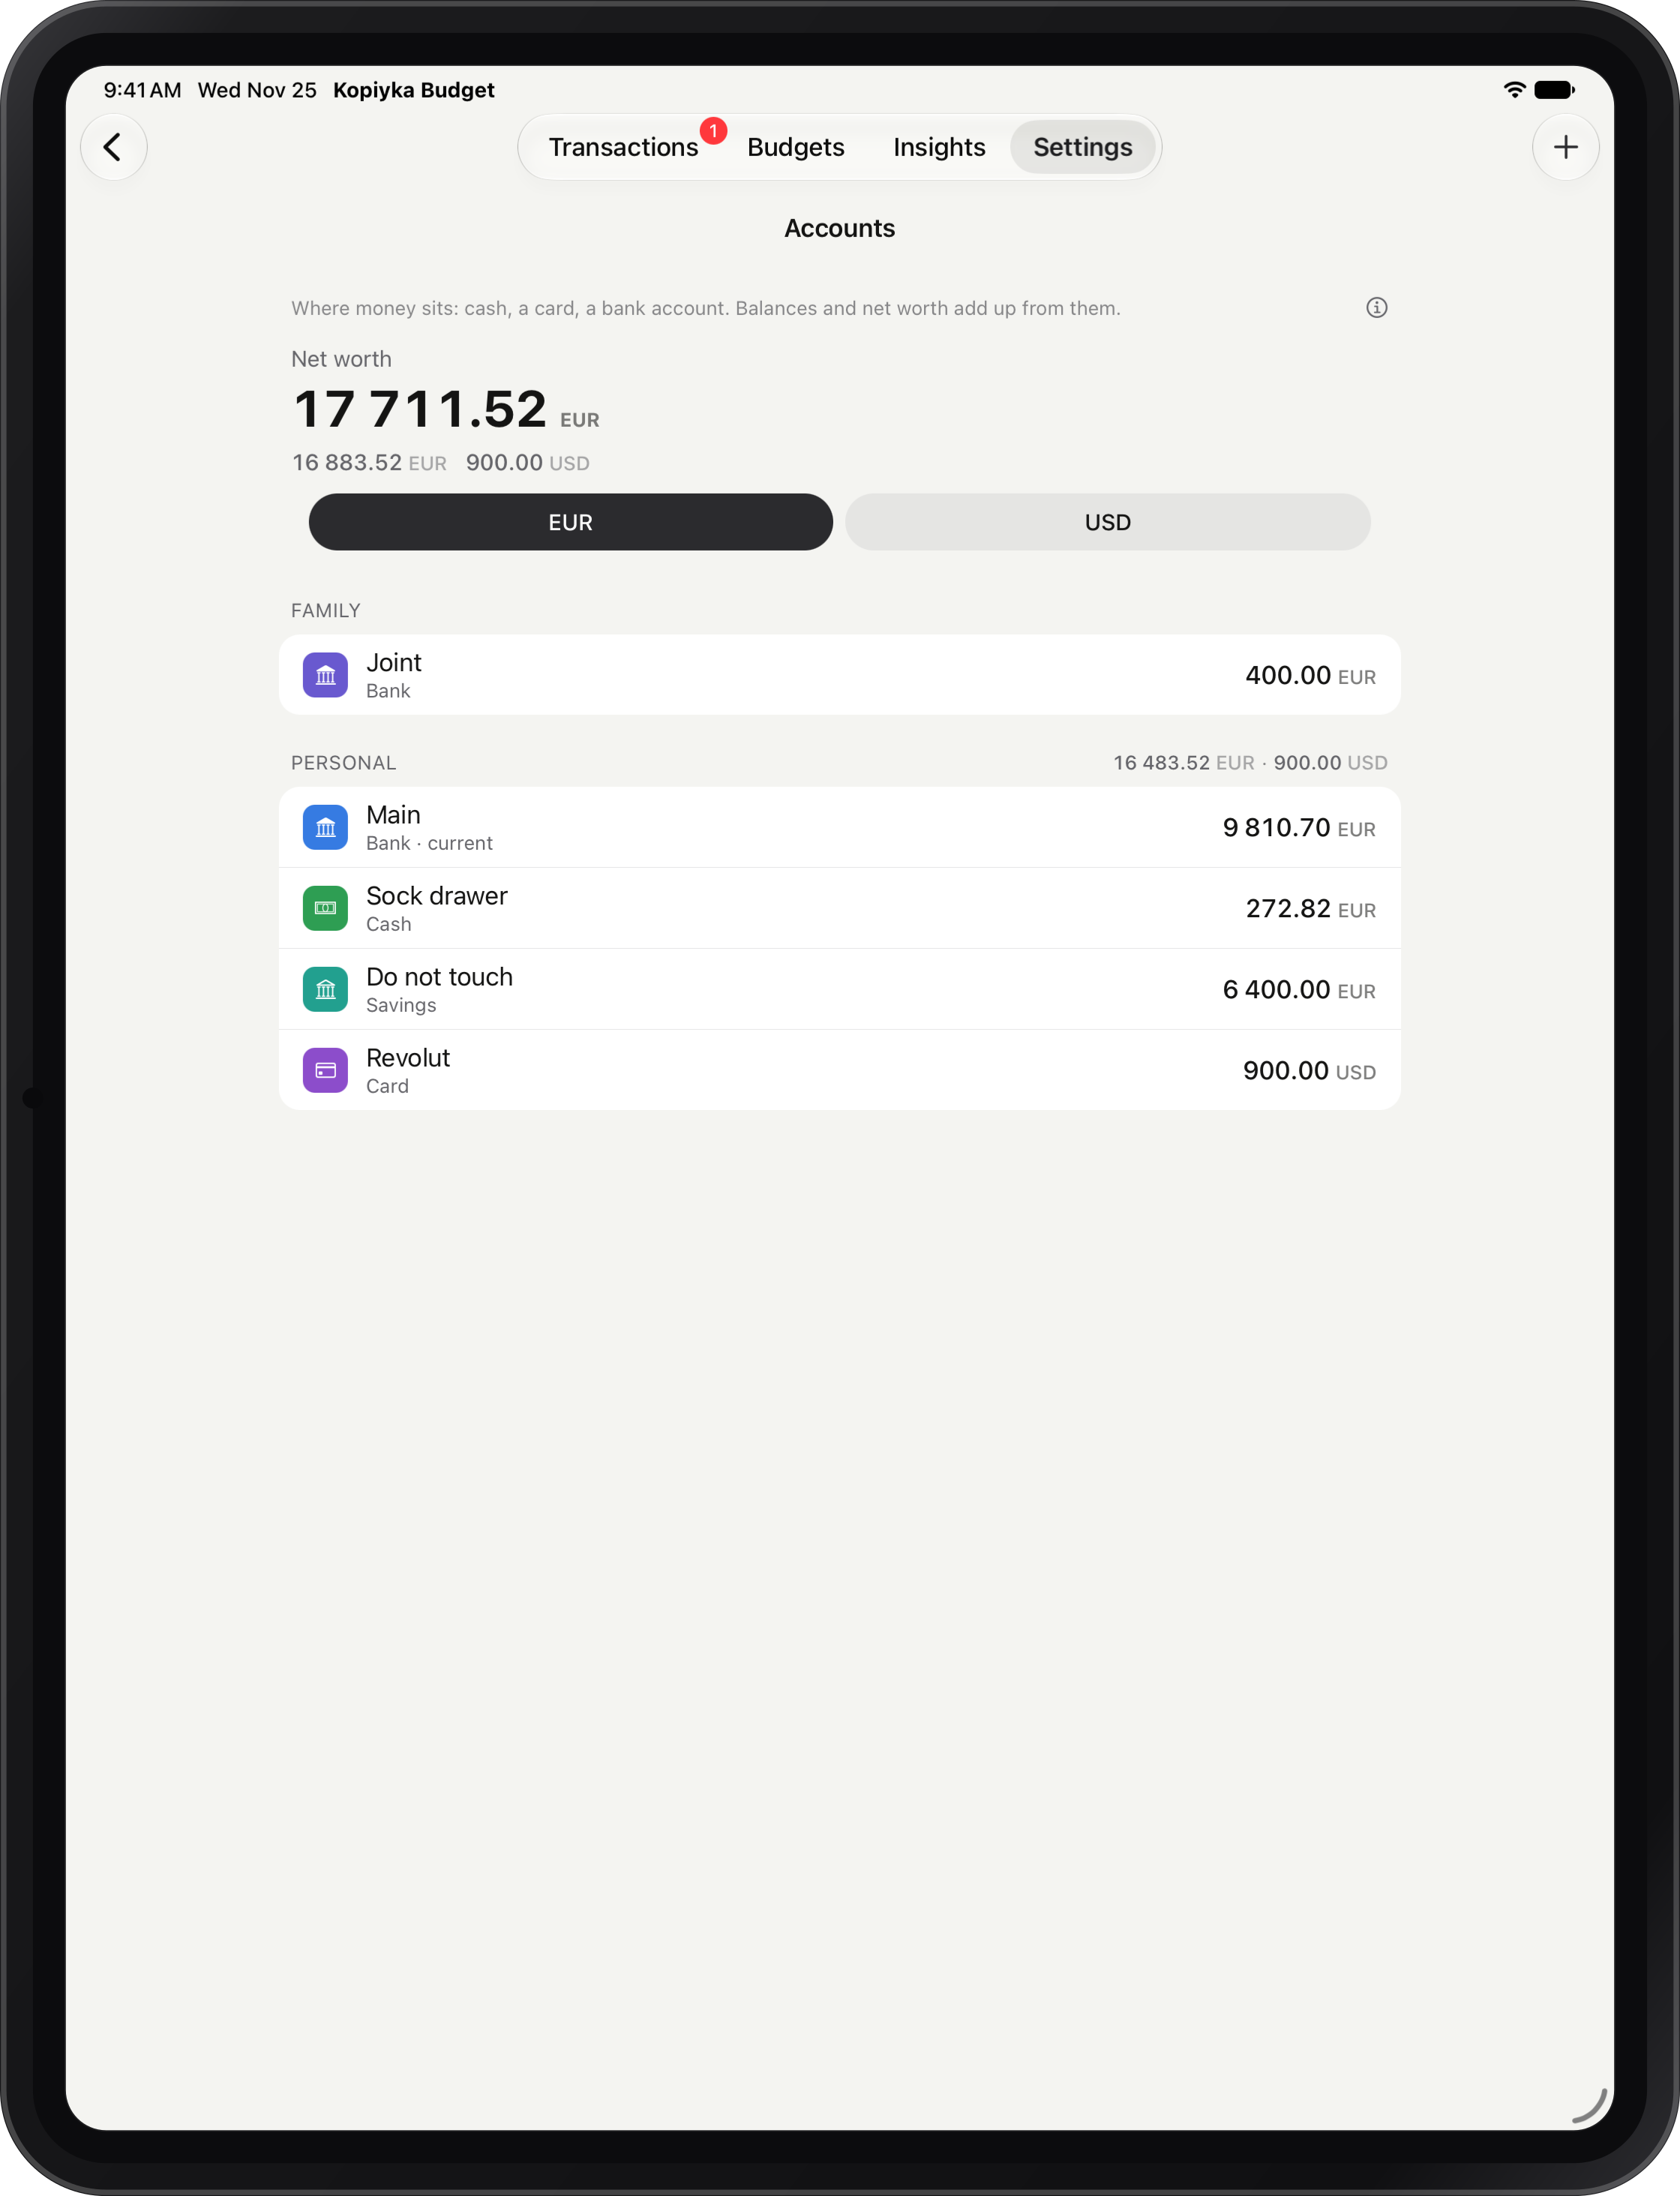 9:41 AM Wed Nov 25 Kopiyka Budget
Transactions 1 Budgets Insights Settings
Accounts
Where money sits: cash, a card, a bank account. Balances and net worth add up from them.
Net worth
17 711.52 EUR
16 883.52 EUR 900.00 USD
EUR USD
FAMILY
Joint
Bank
400.00 EUR
PERSONAL 16 483.52 EUR · 900.00 USD
Main
Bank · current
9 810.70 EUR
Sock drawer
Cash
272.82 EUR
Do not touch
Savings
6 400.00 EUR
Revolut
Card
900.00 USD